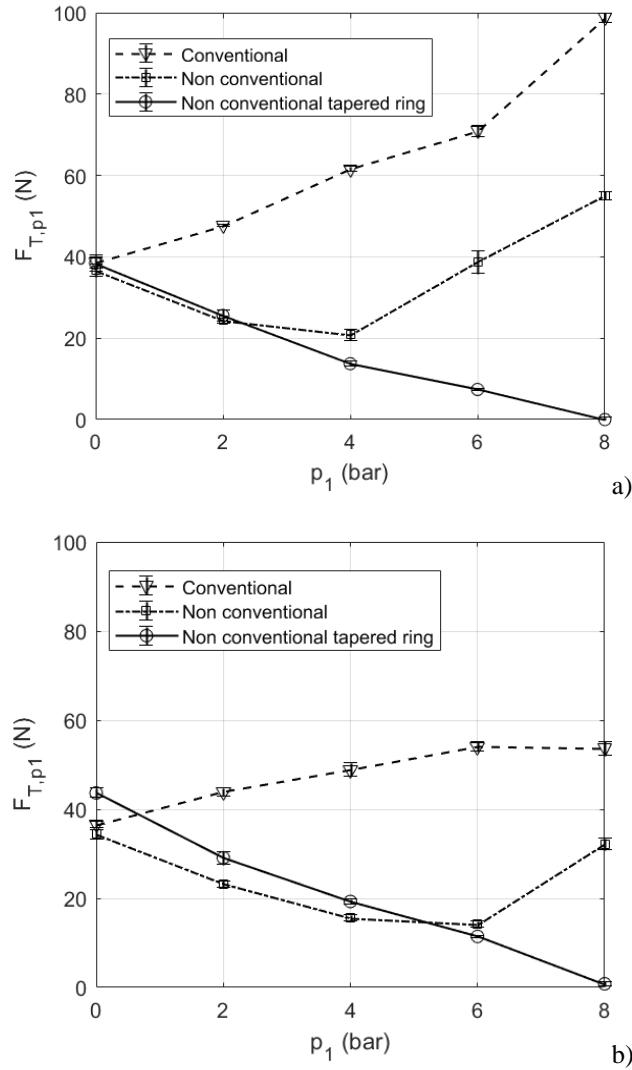 100
80
60
40
20
0
F_T,p1 (N)
Conventional
Non conventional
Non conventional tapered ring
0 2 4 6 8
p_1 (bar)
a)
100
80
60
40
20
0
F_T,p1 (N)
Conventional
Non conventional
Non conventional tapered ring
0 2 4 6 8
p_1 (bar)
b)